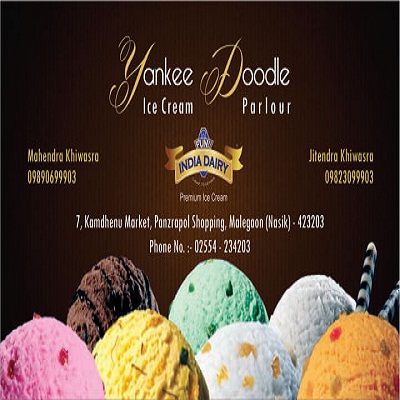 Yankee Doodle
Ice Cream Parlour
Mahendra Khiwasra
09890699903
Jitendra Khiwasra
09823099903
INDIA DAIRY
Premium Ice Cream
7, Kamdhenu Market, Panzrapol Shopping, Malegaon (Nasik) - 423203
Phone No. :- 02554 - 234203